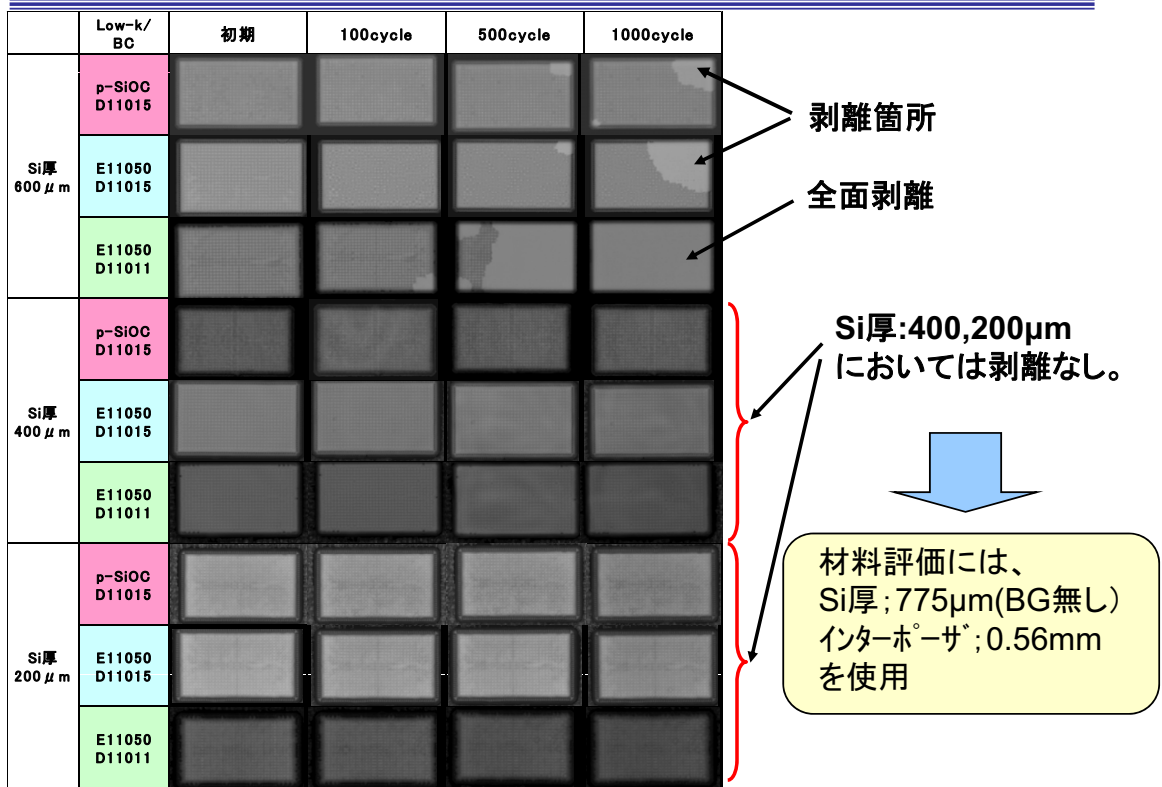 Low-k/
BC
初期
100cycle
500cycle
1000cycle
Si厚
600μm
p-SiOC
D11015
E11050
D11015
E11050
D11011
Si厚
400μm
p-SiOC
D11015
E11050
D11015
E11050
D11011
Si厚
200μm
p-SiOC
D11015
E11050
D11015
E11050
D11011
剥離箇所
全面剥離
Si厚:400,200μm
においては剥離なし。
材料評価には、
Si厚;775μm(BG無し)
インターポーザ;0.56mm
を使用